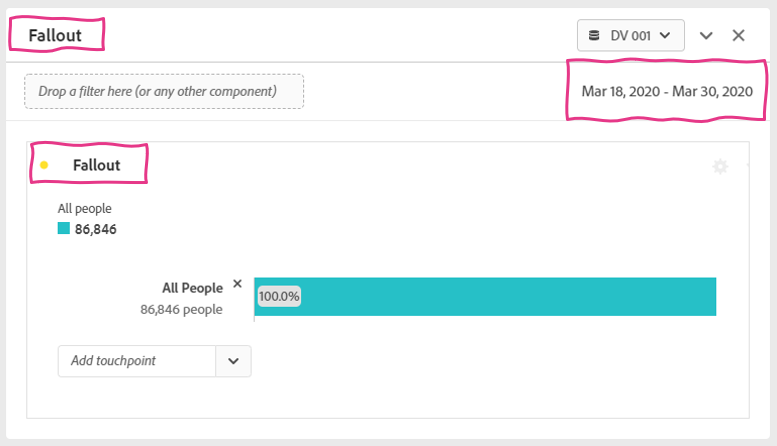 Fallout
DV 001
Drop a filter here (or any other component)
Mar 18, 2020 - Mar 30, 2020
Fallout
All people
86,846
All People
100.0%
86,846 people
Add touchpoint